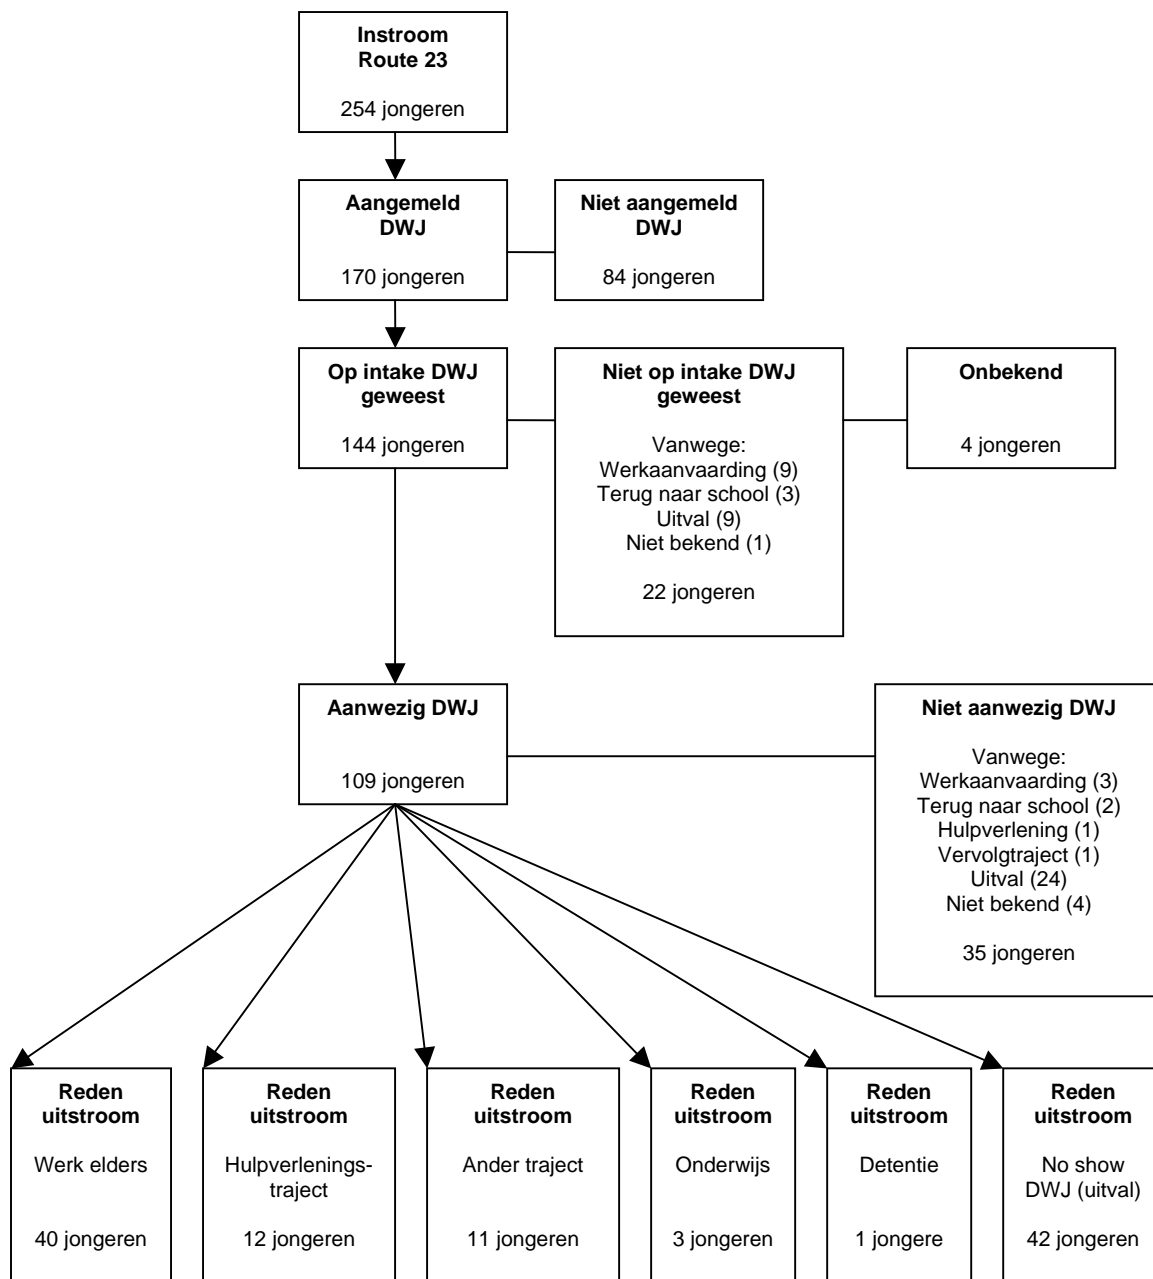 Instroom
Route 23
254 jongeren
Aangemeld
DWJ
170 jongeren
Niet aangemeld
DWJ
84 jongeren
Op intake DWJ
geweest
144 jongeren
Niet op intake DWJ
geweest
Vanwege:
Werkaanvaarding (9)
Terug naar school (3)
Uitval (9)
Niet bekend (1)
22 jongeren
Onbekend
4 jongeren
Aanwezig DWJ
109 jongeren
Niet aanwezig DWJ
Vanwege:
Werkaanvaarding (3)
Terug naar school (2)
Hulpverlening (1)
Vervolgtraject (1)
Uitval (24)
Niet bekend (4)
35 jongeren
Reden
uitstroom
Werk elders
40 jongeren
Reden
uitstroom
Hulpverlenings-
traject
12 jongeren
Reden
uitstroom
Ander traject
11 jongeren
Reden
uitstroom
Onderwijs
3 jongeren
Reden
uitstroom
Detentie
1 jongere
Reden
uitstroom
No show
DWJ (uitval)
42 jongeren